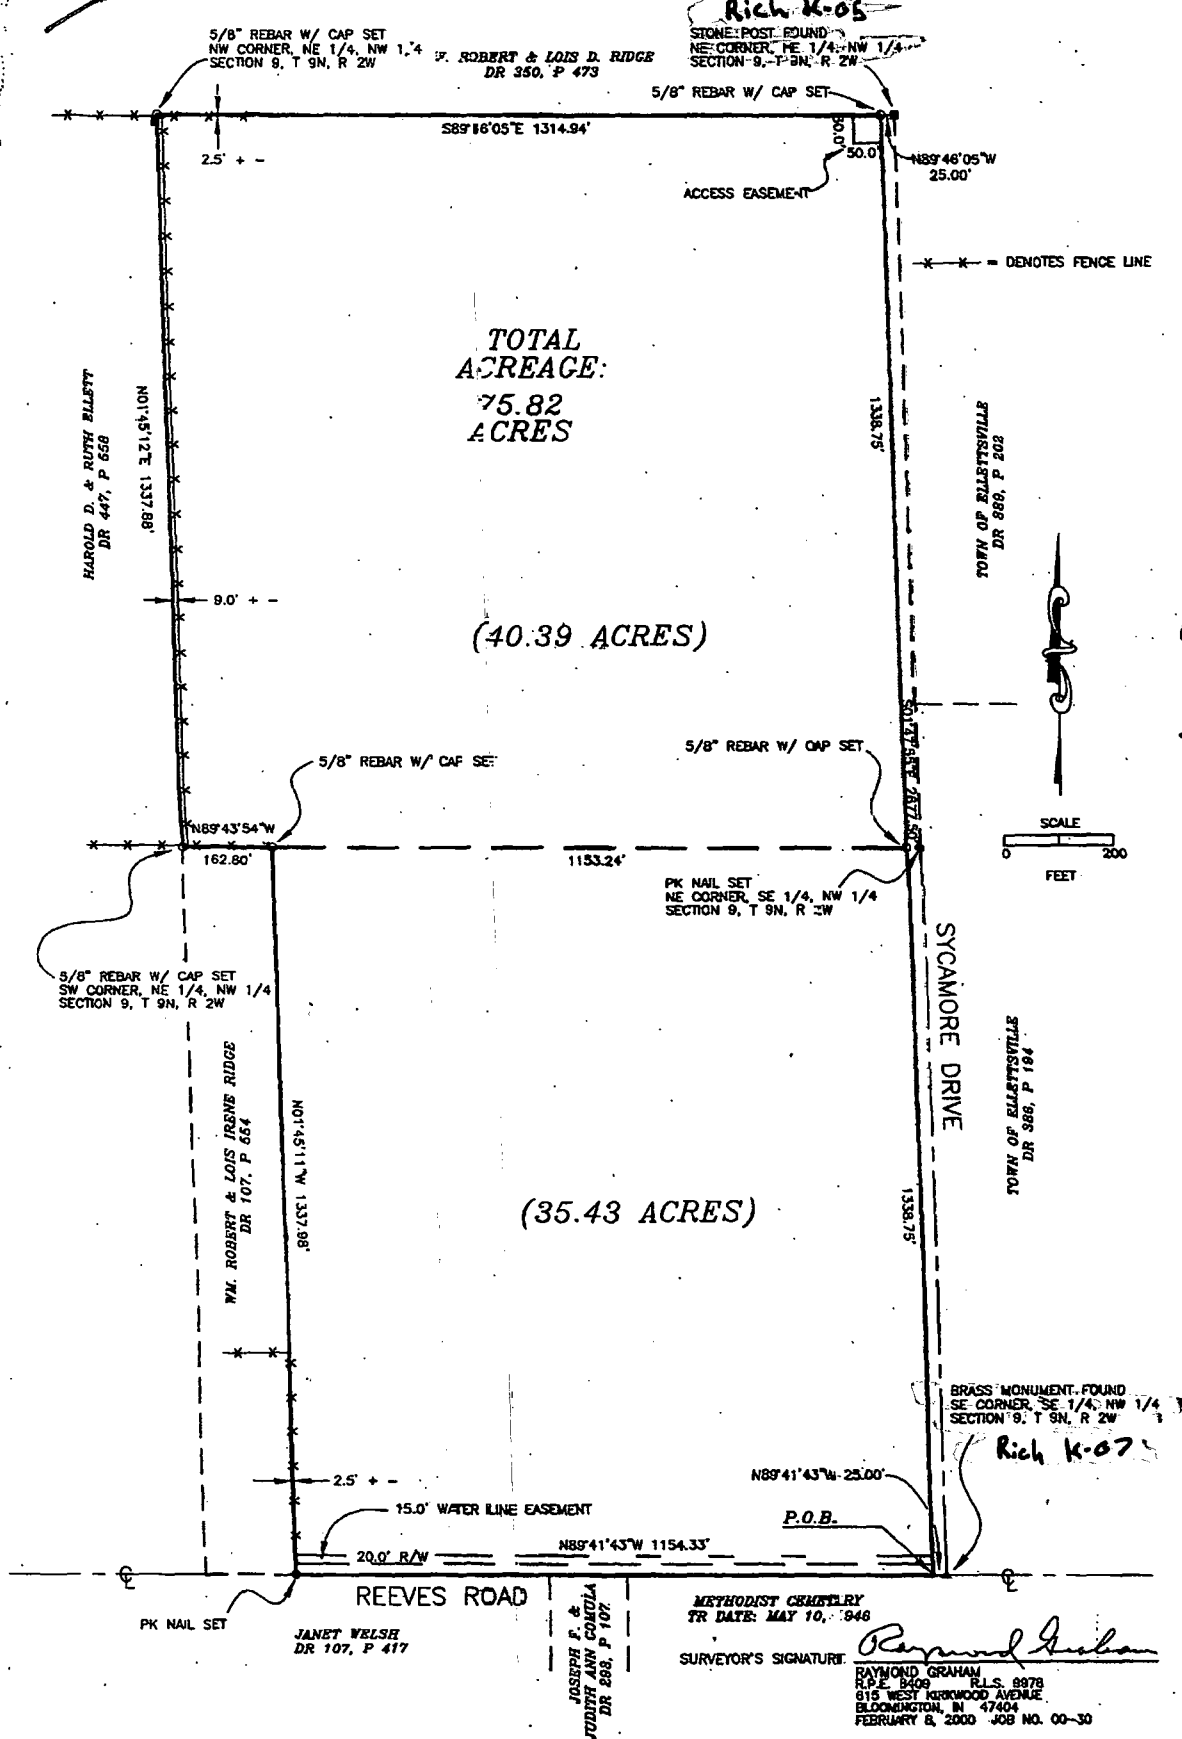 Rich K-05
5/8" REBAR W/ CAP SET
NW CORNER, NE 1/4, NW 1/4
SECTION 9, T 9N, R 2W
STONE POST FOUND
NE CORNER, NE 1/4, NW 1/4
SECTION 9, T 9N, R 2W
ROBERT & LOIS D. RIDGE
DR 350, P 473
5/8" REBAR W/ CAP SET
S89°46'05"E 1314.94'
2.5' + -
50.0'
50.0'
N89°46'05"W
25.00'
ACCESS EASEMENT
= DENOTES FENCE LINE
TOTAL
ACREAGE:
75.82
ACRES
HAROLD D. & RUTH ELLETT
DR 447, P 658
N01°45'12"E 1337.88'
1338.75'
TOWN OF ELLETTSVILLE
DR 889, P 202
9.0' + -
(40.39 ACRES)
S01°47'55"E 2677.50'
5/8" REBAR W/ CAP SET
5/8" REBAR W/ CAP SET
N89°43'54"W
162.80'
1153.24'
SCALE
0 200
FEET
PK NAIL SET
NE CORNER, SE 1/4, NW 1/4
SECTION 9, T 9N, R 2W
5/8" REBAR W/ CAP SET
SW CORNER, NE 1/4, NW 1/4
SECTION 9, T 9N, R 2W
SYCAMORE DRIVE
WM. ROBERT & LOIS IRENE RIDGE
DR 107, P 554
N01°45'11"W 1337.98'
(35.43 ACRES)
1338.75'
TOWN OF ELLETTSVILLE
DR 386, P 194
BRASS MONUMENT FOUND
SE CORNER, SE 1/4, NW 1/4
SECTION 9, T 9N, R 2W
Rich K-07
2.5' + -
N89°41'43"W 25.00'
15.0' WATER LINE EASEMENT
P.O.B.
20.0' R/W
N89°41'43"W 1154.33'
REEVES ROAD
PK NAIL SET
JANET WELSH
DR 107, P 417
JOSEPH F. &
JUDITH ANN GOMULA
DR 298, P 107
METHODIST CEMETERY
TR DATE: MAY 10, 1946
SURVEYOR'S SIGNATURE
Raymond Graham
RAYMOND GRAHAM
R.P.E. 8409 R.L.S. 8978
615 WEST KIRKWOOD AVENUE
BLOOMINGTON, IN 47404
FEBRUARY 8, 2000 JOB NO. 00-30